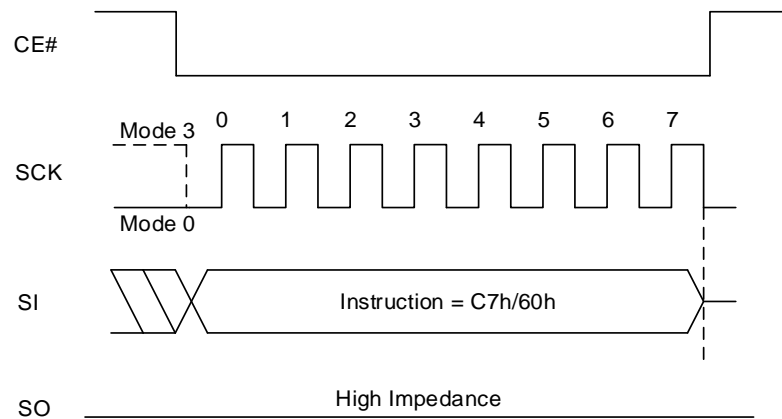 CE#
0 1 2 3 4 5 6 7
Mode 3
SCK
Mode 0
SI
Instruction = C7h/60h
High Impedance
SO